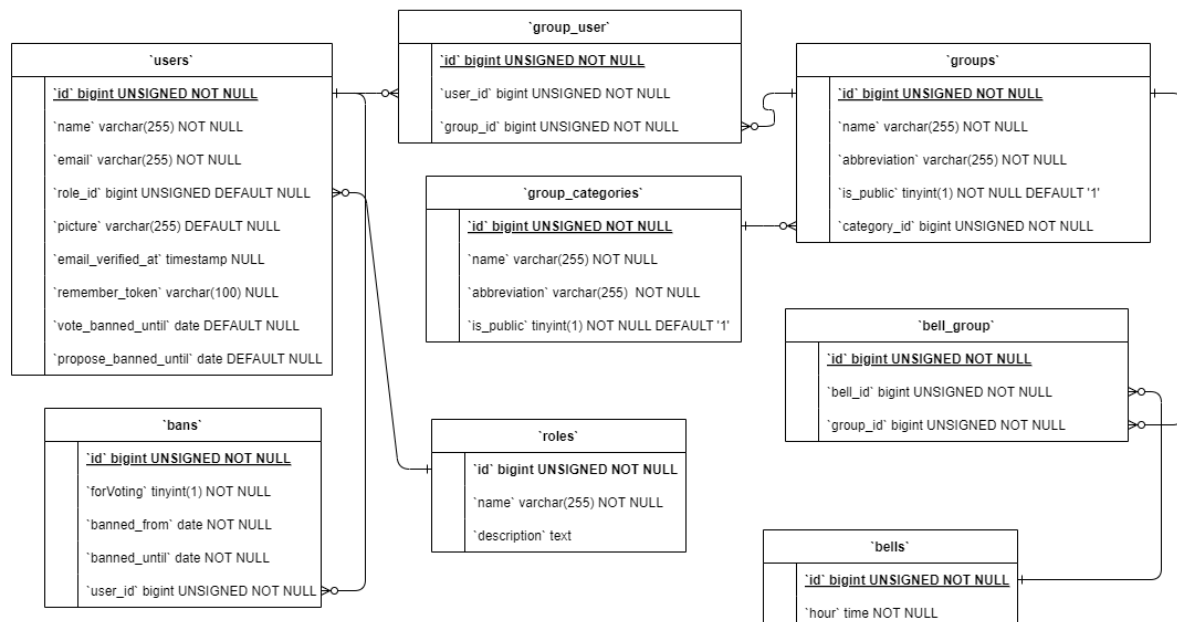 `users`
`id` bigint UNSIGNED NOT NULL
`name` varchar(255) NOT NULL
`email` varchar(255) NOT NULL
`role_id` bigint UNSIGNED DEFAULT NULL
`picture` varchar(255) DEFAULT NULL
`email_verified_at` timestamp NULL
`remember_token` varchar(100) NULL
`vote_banned_until` date DEFAULT NULL
`propose_banned_until` date DEFAULT NULL
`group_user`
`id` bigint UNSIGNED NOT NULL
`user_id` bigint UNSIGNED NOT NULL
`group_id` bigint UNSIGNED NOT NULL
`groups`
`id` bigint UNSIGNED NOT NULL
`name` varchar(255) NOT NULL
`abbreviation` varchar(255) NOT NULL
`is_public` tinyint(1) NOT NULL DEFAULT '1'
`category_id` bigint UNSIGNED NOT NULL
`group_categories`
`id` bigint UNSIGNED NOT NULL
`name` varchar(255) NOT NULL
`abbreviation` varchar(255) NOT NULL
`is_public` tinyint(1) NOT NULL DEFAULT '1'
`bell_group`
`id` bigint UNSIGNED NOT NULL
`bell_id` bigint UNSIGNED NOT NULL
`group_id` bigint UNSIGNED NOT NULL
`bans`
`id` bigint UNSIGNED NOT NULL
`forVoting` tinyint(1) NOT NULL
`banned_from` date NOT NULL
`banned_until` date NOT NULL
`user_id` bigint UNSIGNED NOT NULL
`roles`
`id` bigint UNSIGNED NOT NULL
`name` varchar(255) NOT NULL
`description` text
`bells`
`id` bigint UNSIGNED NOT NULL
`hour` time NOT NULL